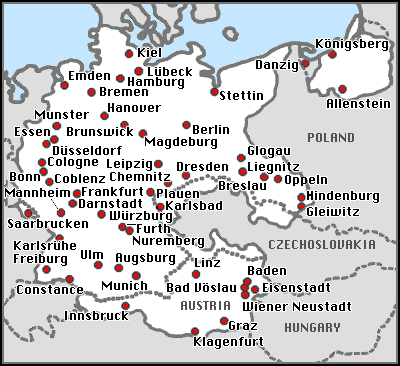 Kiel
Königsberg
Danzig
Lübeck
Emden
Hamburg
Bremen
Stettin
Allenstein
Hanover
Munster
Berlin
Essen
Brunswick
Magdeburg
POLAND
Düsseldorf
Glogau
Cologne
Leipzig
Dresden
Liegnitz
Bonn
Coblenz
Chemnitz
Breslau
Oppeln
Mannheim
Frankfurt
Plauen
Hindenburg
Darnstadt
Karlsbad
Gleiwitz
Würzburg
Saarbrucken
Furth
Nuremberg
CZECHOSLOVAKIA
Karlsrühe
Freiburg
Ulm
Augsburg
Linz
Baden
Constance
Munich
Bad Vöslau
Eisenstadt
AUSTRIA
Wiener Neustadt
Innsbruck
Graz
HUNGARY
Klagenfurt